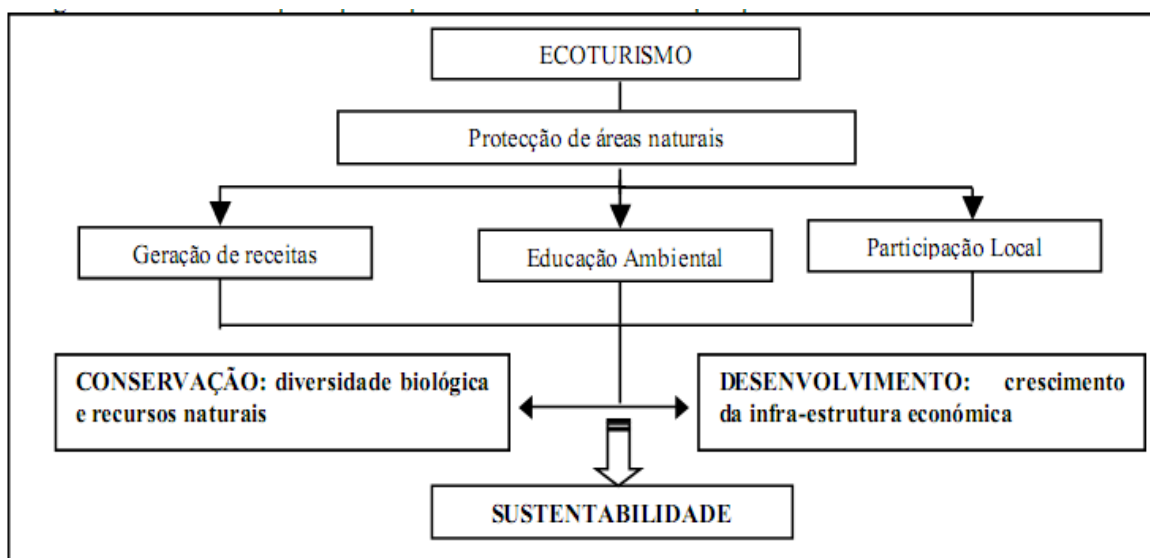 ECOTURISMO
Protecção de áreas naturais
Geração de receitas
Educação Ambiental
Participação Local
CONSERVAÇÃO: diversidade biológica
e recursos naturais
DESENVOLVIMENTO: crescimento
da infra-estrutura económica
SUSTENTABILIDADE